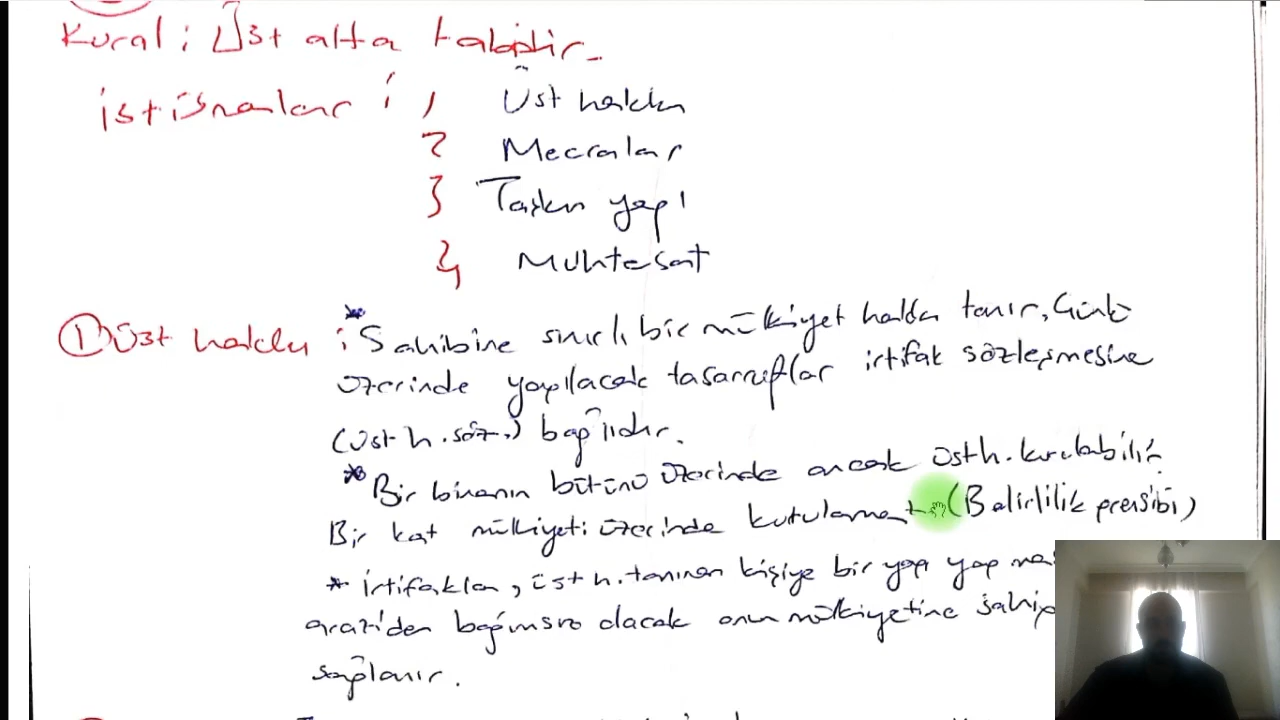 Kural : Üst alta tabidir.
istisnalar : 1 Üst hakkı
2 Mecralar
3 Taşkın yapı
4 Muhtesat
① Üst hakkı : * Sahibine sınırlı bir mülkiyet hakkı tanır. Çünkü
üzerinde yapılacak tasarruflar irtifak sözleşmesine
(üst h. söz.) bağlıdır.
* Bir binanın bütünü üzerinde ancak üst h. kurulabilir.
Bir kat mülkiyeti üzerinde kurulamaz (Belirlilik prensibi)
* İrtifakla, üst h. tanınan kişiye bir yapı yap
araziden bağımsız olacak onun mülkiyetine sahip
sağlanır.